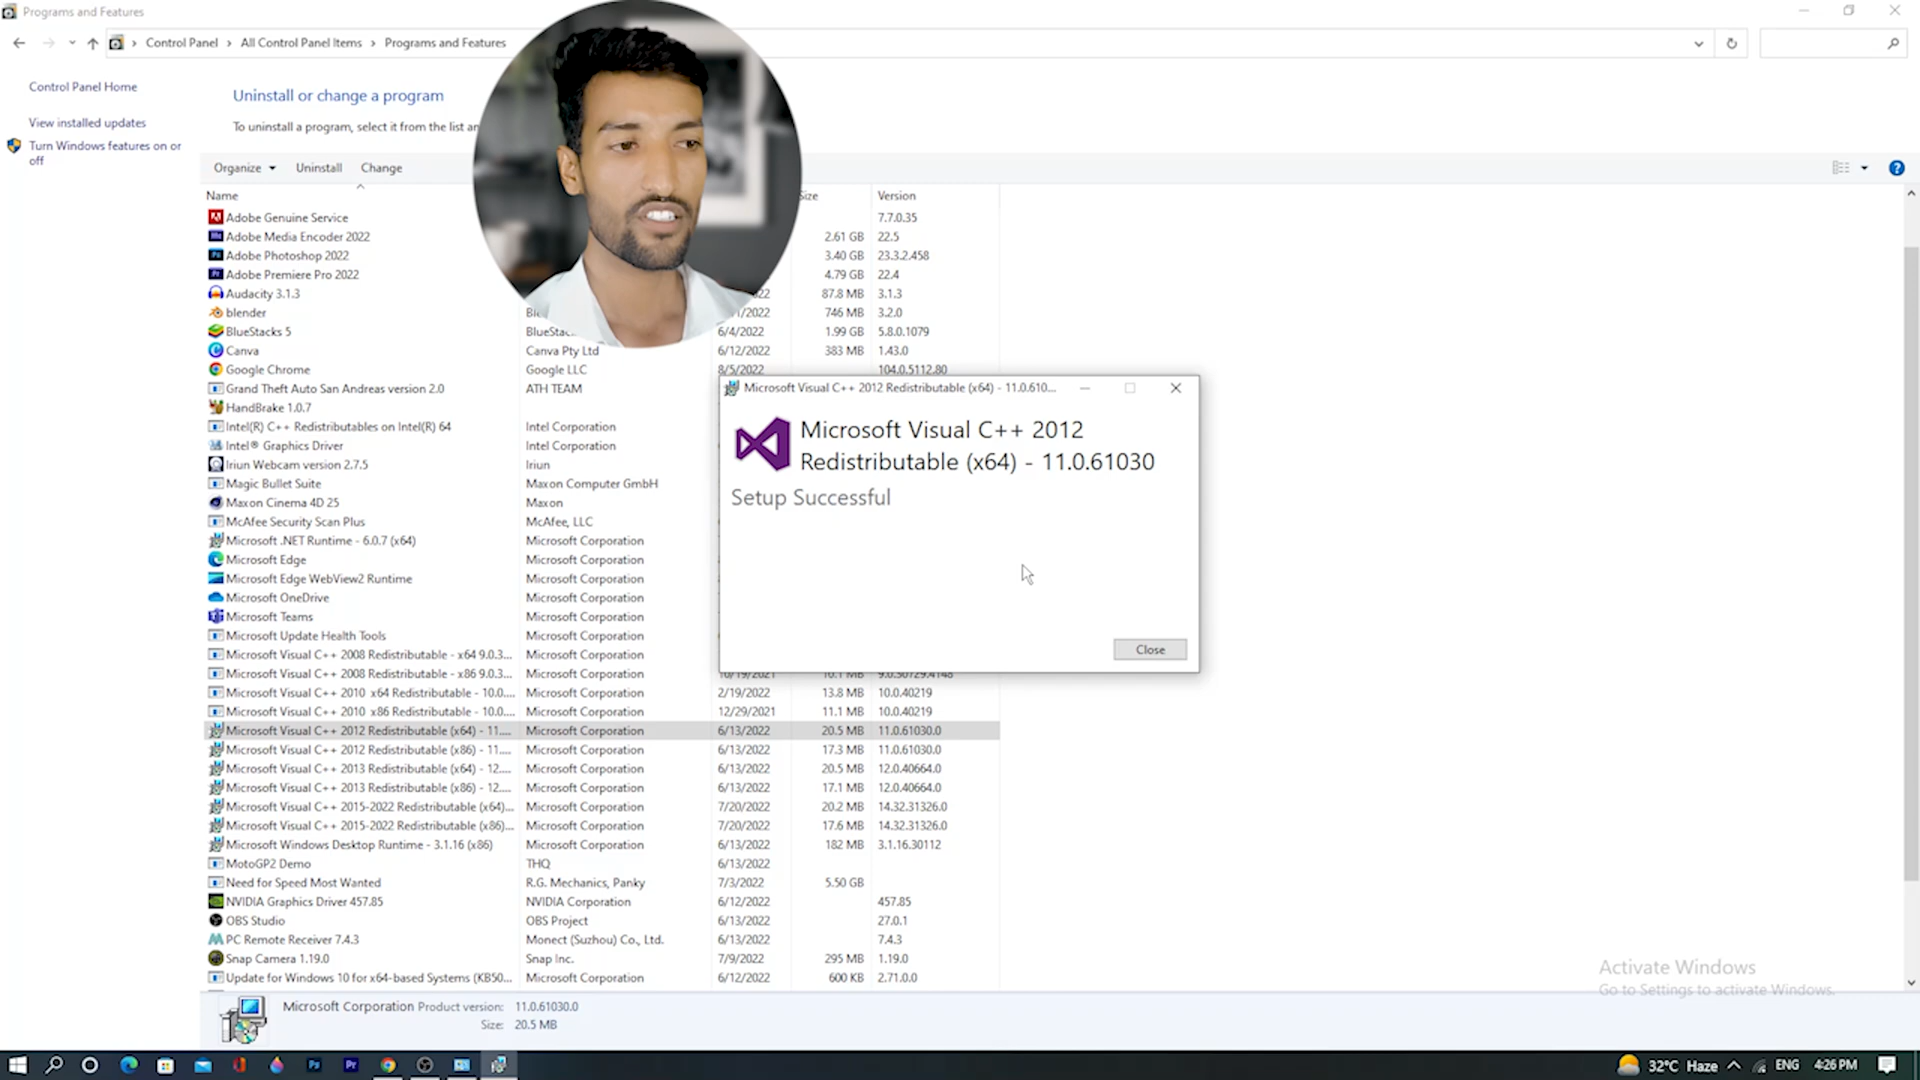 Programs and Features
Control Panel > All Control Panel Items > Programs and Features
Control Panel Home
View installed updates
Turn Windows features on or
off
Uninstall or change a program
To uninstall a program, select it from the list an
Organize Uninstall Change
Name Size Version
Adobe Genuine Service 7.7.0.35
Adobe Media Encoder 2022 2.61 GB 22.5
Adobe Photoshop 2022 3.40 GB 23.3.2.458
Adobe Premiere Pro 2022 4.79 GB 22.4
Audacity 3.1.3 22 87.8 MB 3.1.3
blender 1/2022 746 MB 3.2.0
BlueStacks 5 6/4/2022 1.99 GB 5.8.0.1079
Canva Canva Pty Ltd 6/12/2022 383 MB 1.43.0
Google Chrome Google LLC 8/5/2022 104.0.5112.80
Grand Theft Auto San Andreas version 2.0 ATH TEAM
HandBrake 1.0.7
Intel(R) C++ Redistributables on Intel(R) 64 Intel Corporation
Intel® Graphics Driver Intel Corporation
Iriun Webcam version 2.7.5 Iriun
Magic Bullet Suite Maxon Computer GmbH
Maxon Cinema 4D 25 Maxon
McAfee Security Scan Plus McAfee, LLC
Microsoft .NET Runtime - 6.0.7 (x64) Microsoft Corporation
Microsoft Edge Microsoft Corporation
Microsoft Edge WebView2 Runtime Microsoft Corporation
Microsoft OneDrive Microsoft Corporation
Microsoft Teams Microsoft Corporation
Microsoft Update Health Tools Microsoft Corporation
Microsoft Visual C++ 2008 Redistributable - x64 9.0.3... Microsoft Corporation
Microsoft Visual C++ 2008 Redistributable - x86 9.0.3... Microsoft Corporation 10/19/2021 10.1 MB 9.0.30729.4148
Microsoft Visual C++ 2010 x64 Redistributable - 10.0.... Microsoft Corporation 2/19/2022 13.8 MB 10.0.40219
Microsoft Visual C++ 2010 x86 Redistributable - 10.0.... Microsoft Corporation 12/29/2021 11.1 MB 10.0.40219
Microsoft Visual C++ 2012 Redistributable (x64) - 11.... Microsoft Corporation 6/13/2022 20.5 MB 11.0.61030.0
Microsoft Visual C++ 2012 Redistributable (x86) - 11.... Microsoft Corporation 6/13/2022 17.3 MB 11.0.61030.0
Microsoft Visual C++ 2013 Redistributable (x64) - 12.... Microsoft Corporation 6/13/2022 20.5 MB 12.0.40664.0
Microsoft Visual C++ 2013 Redistributable (x86) - 12.... Microsoft Corporation 6/13/2022 17.1 MB 12.0.40664.0
Microsoft Visual C++ 2015-2022 Redistributable (x64)... Microsoft Corporation 7/20/2022 20.2 MB 14.32.31326.0
Microsoft Visual C++ 2015-2022 Redistributable (x86)... Microsoft Corporation 7/20/2022 17.6 MB 14.32.31326.0
Microsoft Windows Desktop Runtime - 3.1.16 (x86) Microsoft Corporation 6/13/2022 182 MB 3.1.16.30112
MotoGP2 Demo THQ 6/13/2022
Need for Speed Most Wanted R.G. Mechanics, Panky 7/3/2022 5.50 GB
NVIDIA Graphics Driver 457.85 NVIDIA Corporation 6/12/2022 457.85
OBS Studio OBS Project 6/13/2022 27.0.1
PC Remote Receiver 7.4.3 Monect (Suzhou) Co., Ltd. 6/13/2022 7.4.3
Snap Camera 1.19.0 Snap Inc. 7/9/2022 295 MB 1.19.0
Update for Windows 10 for x64-based Systems (KB50... Microsoft Corporation 6/12/2022 600 KB 2.71.0.0
Microsoft Visual C++ 2012 Redistributable (x64) - 11.0.610...
Microsoft Visual C++ 2012
Redistributable (x64) - 11.0.61030
Setup Successful
Close
Activate Windows
Go to Settings to activate Windows.
Microsoft Corporation Product version: 11.0.61030.0
Size: 20.5 MB
32°C Haze ENG 4:26 PM